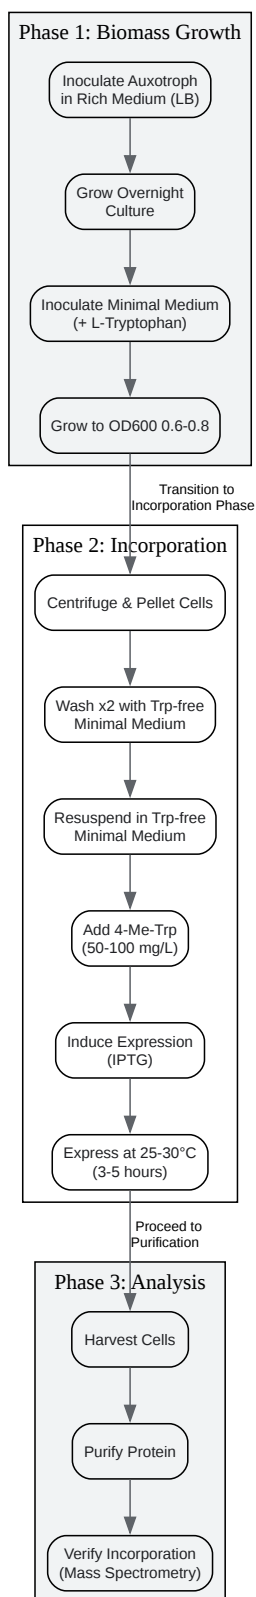 Phase 1: Biomass Growth
Inoculate Auxotroph
in Rich Medium (LB)
Grow Overnight
Culture
Inoculate Minimal Medium
(+ L-Tryptophan)
Grow to OD600 0.6-0.8
Transition to
Incorporation Phase
Phase 2: Incorporation
Centrifuge & Pellet Cells
Wash x2 with Trp-free
Minimal Medium
Resuspend in Trp-free
Minimal Medium
Add 4-Me-Trp
(50-100 mg/L)
Induce Expression
(IPTG)
Express at 25-30°C
(3-5 hours)
Proceed to
Purification
Phase 3: Analysis
Harvest Cells
Purify Protein
Verify Incorporation
(Mass Spectrometry)